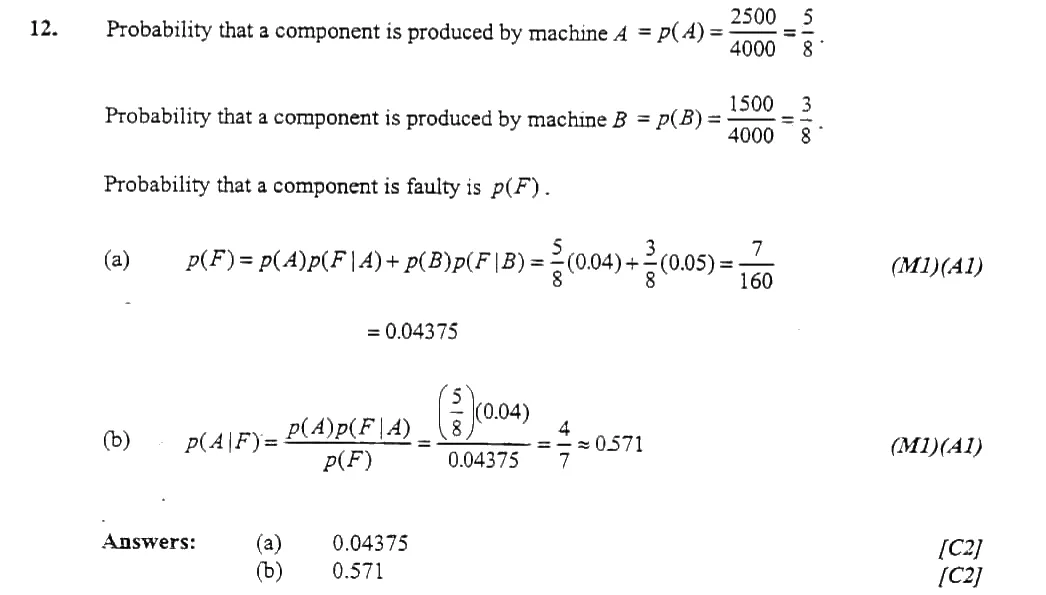 12. Probability that a component is produced by machine A = p(A) = 2500/4000 = 5/8 .
Probability that a component is produced by machine B = p(B) = 1500/4000 = 3/8 .
Probability that a component is faulty is p(F) .
(a) p(F) = p(A)p(F | A) + p(B)p(F | B) = 5/8 (0.04) + 3/8 (0.05) = 7/160 (M1)(A1)
= 0.04375
(b) p(A | F) = p(A)p(F | A)/p(F) = (5/8)(0.04)/0.04375 = 4/7 ≈ 0.571 (M1)(A1)
Answers: (a) 0.04375 [C2]
(b) 0.571 [C2]